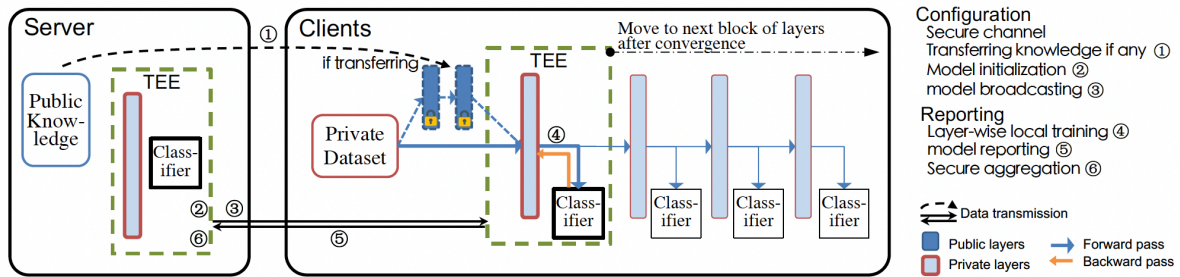 Server
Public
Know-
ledge
TEE
Class-
ifier
②
⑥
③
⑤
Clients
①
if transferring
Private
Dataset
TEE
④
Class-
ifier
Move to next block of layers
after convergence
Class-
ifier
Class-
ifier
Class-
ifier
Configuration
Secure channel
Transferring knowledge if any ①
Model initialization ②
model broadcasting ③
Reporting
Layer-wise local training ④
model reporting ⑤
Secure aggregation ⑥
Data transmission
Public layers
Forward pass
Private layers
Backward pass